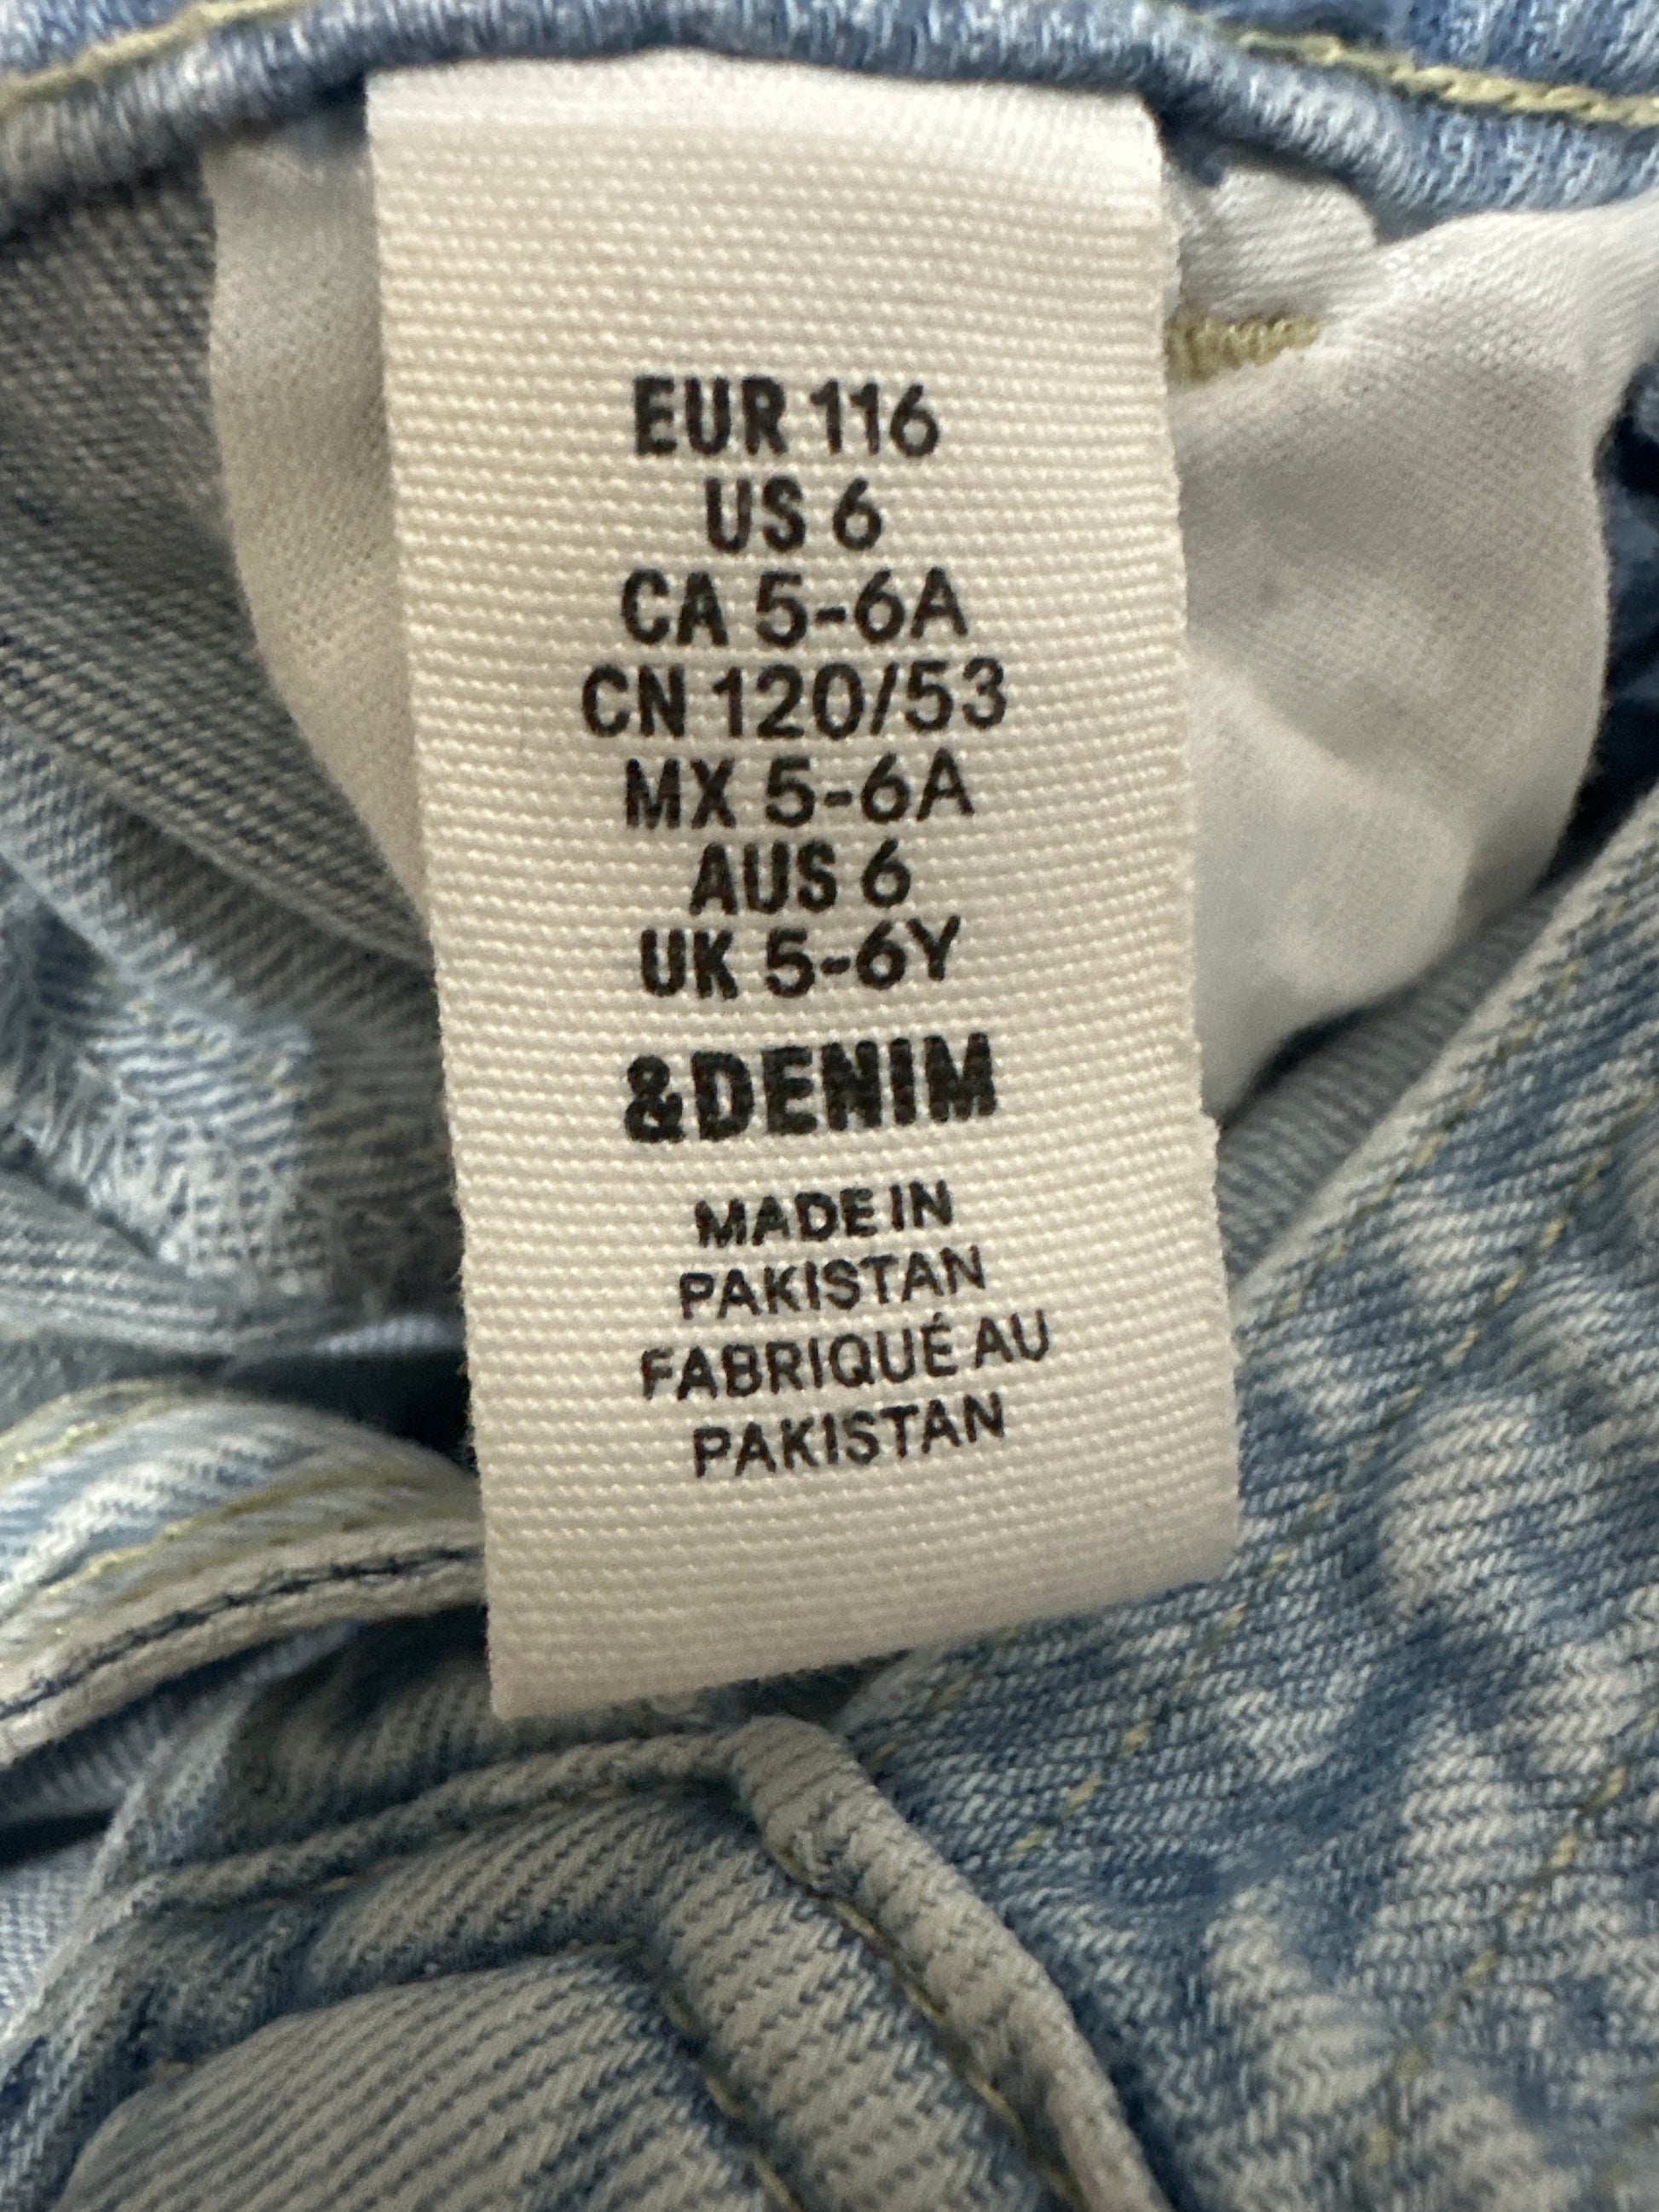 EUR 116
US 6
CA 5-6A
CN 120/53
MX 5-6A
AUS 6
UK 5-6Y
&DENIM
MADE IN
PAKISTAN
FABRIQUÉ AU
PAKISTAN